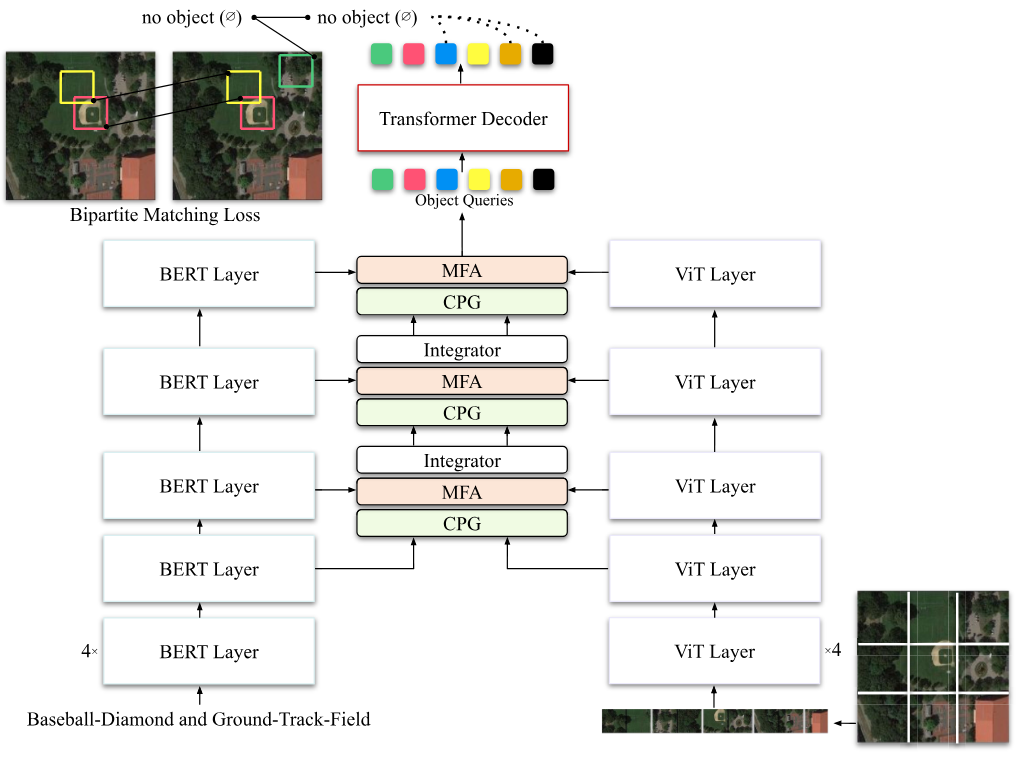 no object (∅) no object (∅)
Transformer Decoder
Object Queries
Bipartite Matching Loss
BERT Layer MFA ViT Layer
CPG
Integrator
BERT Layer MFA ViT Layer
CPG
Integrator
BERT Layer MFA ViT Layer
CPG
BERT Layer ViT Layer
4× BERT Layer ViT Layer ×4
Baseball-Diamond and Ground-Track-Field